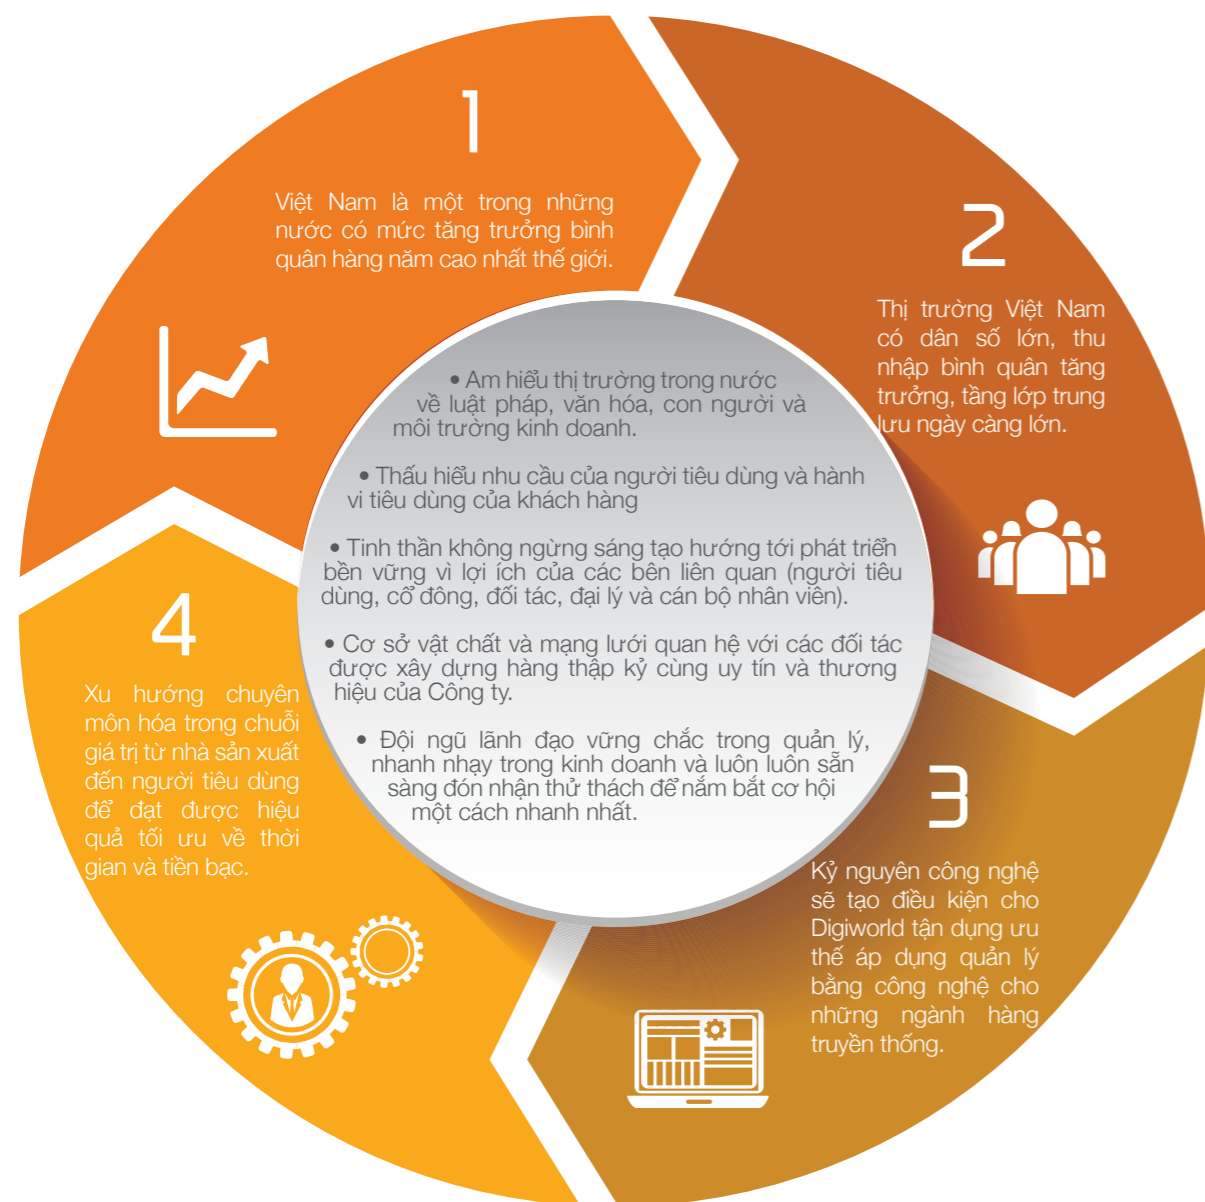 1
Việt Nam là một trong những
nước có mức tăng trưởng bình
quân hàng năm cao nhất thế giới.
2
Thị trường Việt Nam
có dân số lớn, thu
nhập bình quân tăng
trưởng, tầng lớp trung
lưu ngày càng lớn.
• Am hiểu thị trường trong nước
về luật pháp, văn hóa, con người và
môi trường kinh doanh.
• Thấu hiểu nhu cầu của người tiêu dùng và hành
vi tiêu dùng của khách hàng
• Tinh thần không ngừng sáng tạo hướng tới phát triển
bền vững vì lợi ích của các bên liên quan (người tiêu
dùng, cổ đông, đối tác, đại lý và cán bộ nhân viên).
• Cơ sở vật chất và mạng lưới quan hệ với các đối tác
được xây dựng hàng thập kỷ cùng uy tín và thương
hiệu của Công ty.
• Đội ngũ lãnh đạo vững chắc trong quản lý,
nhanh nhạy trong kinh doanh và luôn luôn sẵn
sàng đón nhận thử thách để nắm bắt cơ hội
một cách nhanh nhất.
3
Kỷ nguyên công nghệ
sẽ tạo điều kiện cho
Digiworld tận dụng ưu
thế áp dụng quản lý
bằng công nghệ cho
những ngành hàng
truyền thống.
4
Xu hướng chuyên
môn hóa trong chuỗi
giá trị từ nhà sản xuất
đến người tiêu dùng
để đạt được hiệu
quả tối ưu về thời
gian và tiền bạc.